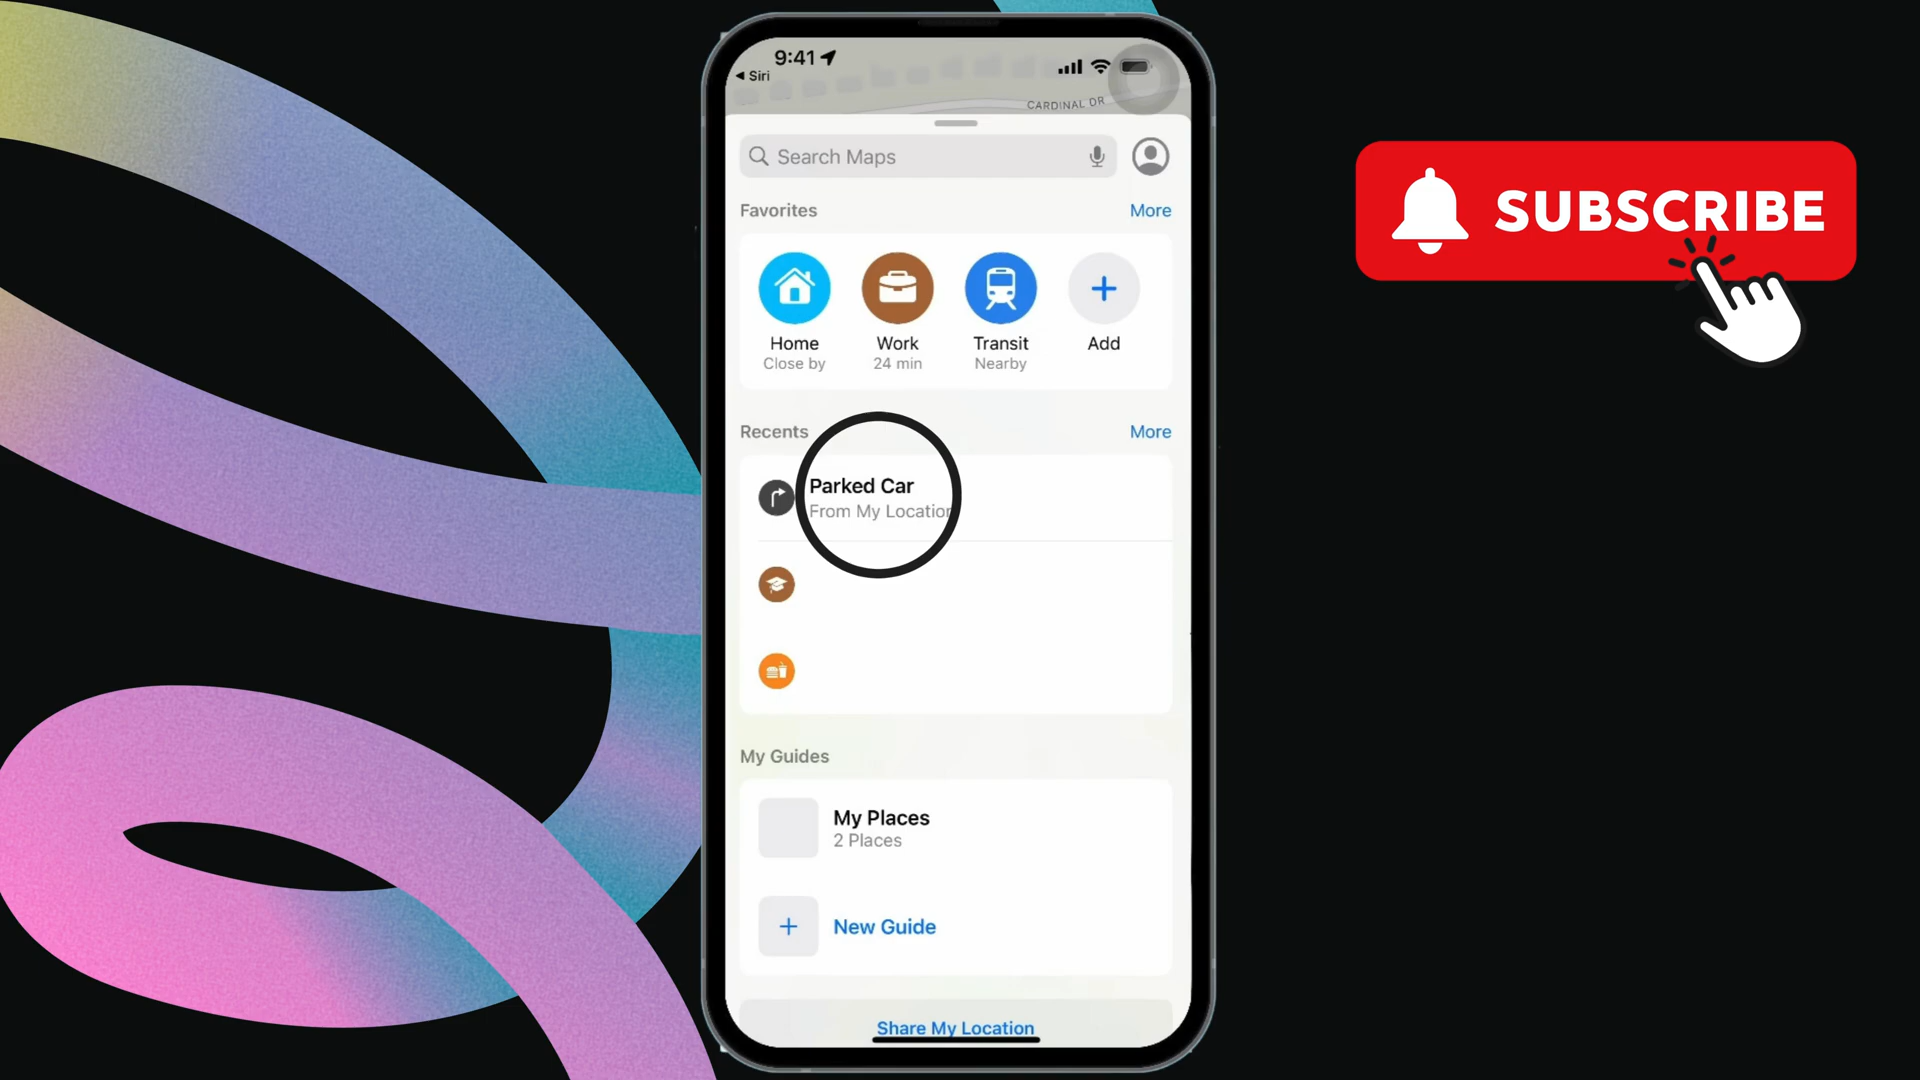 9:41
◀ Siri
CARDINAL DR
Search Maps
Favorites
More
Home
Close by
Work
24 min
Transit
Nearby
Add
Recents
More
Parked Car
From My Location
My Guides
My Places
2 Places
New Guide
Share My Location
SUBSCRIBE